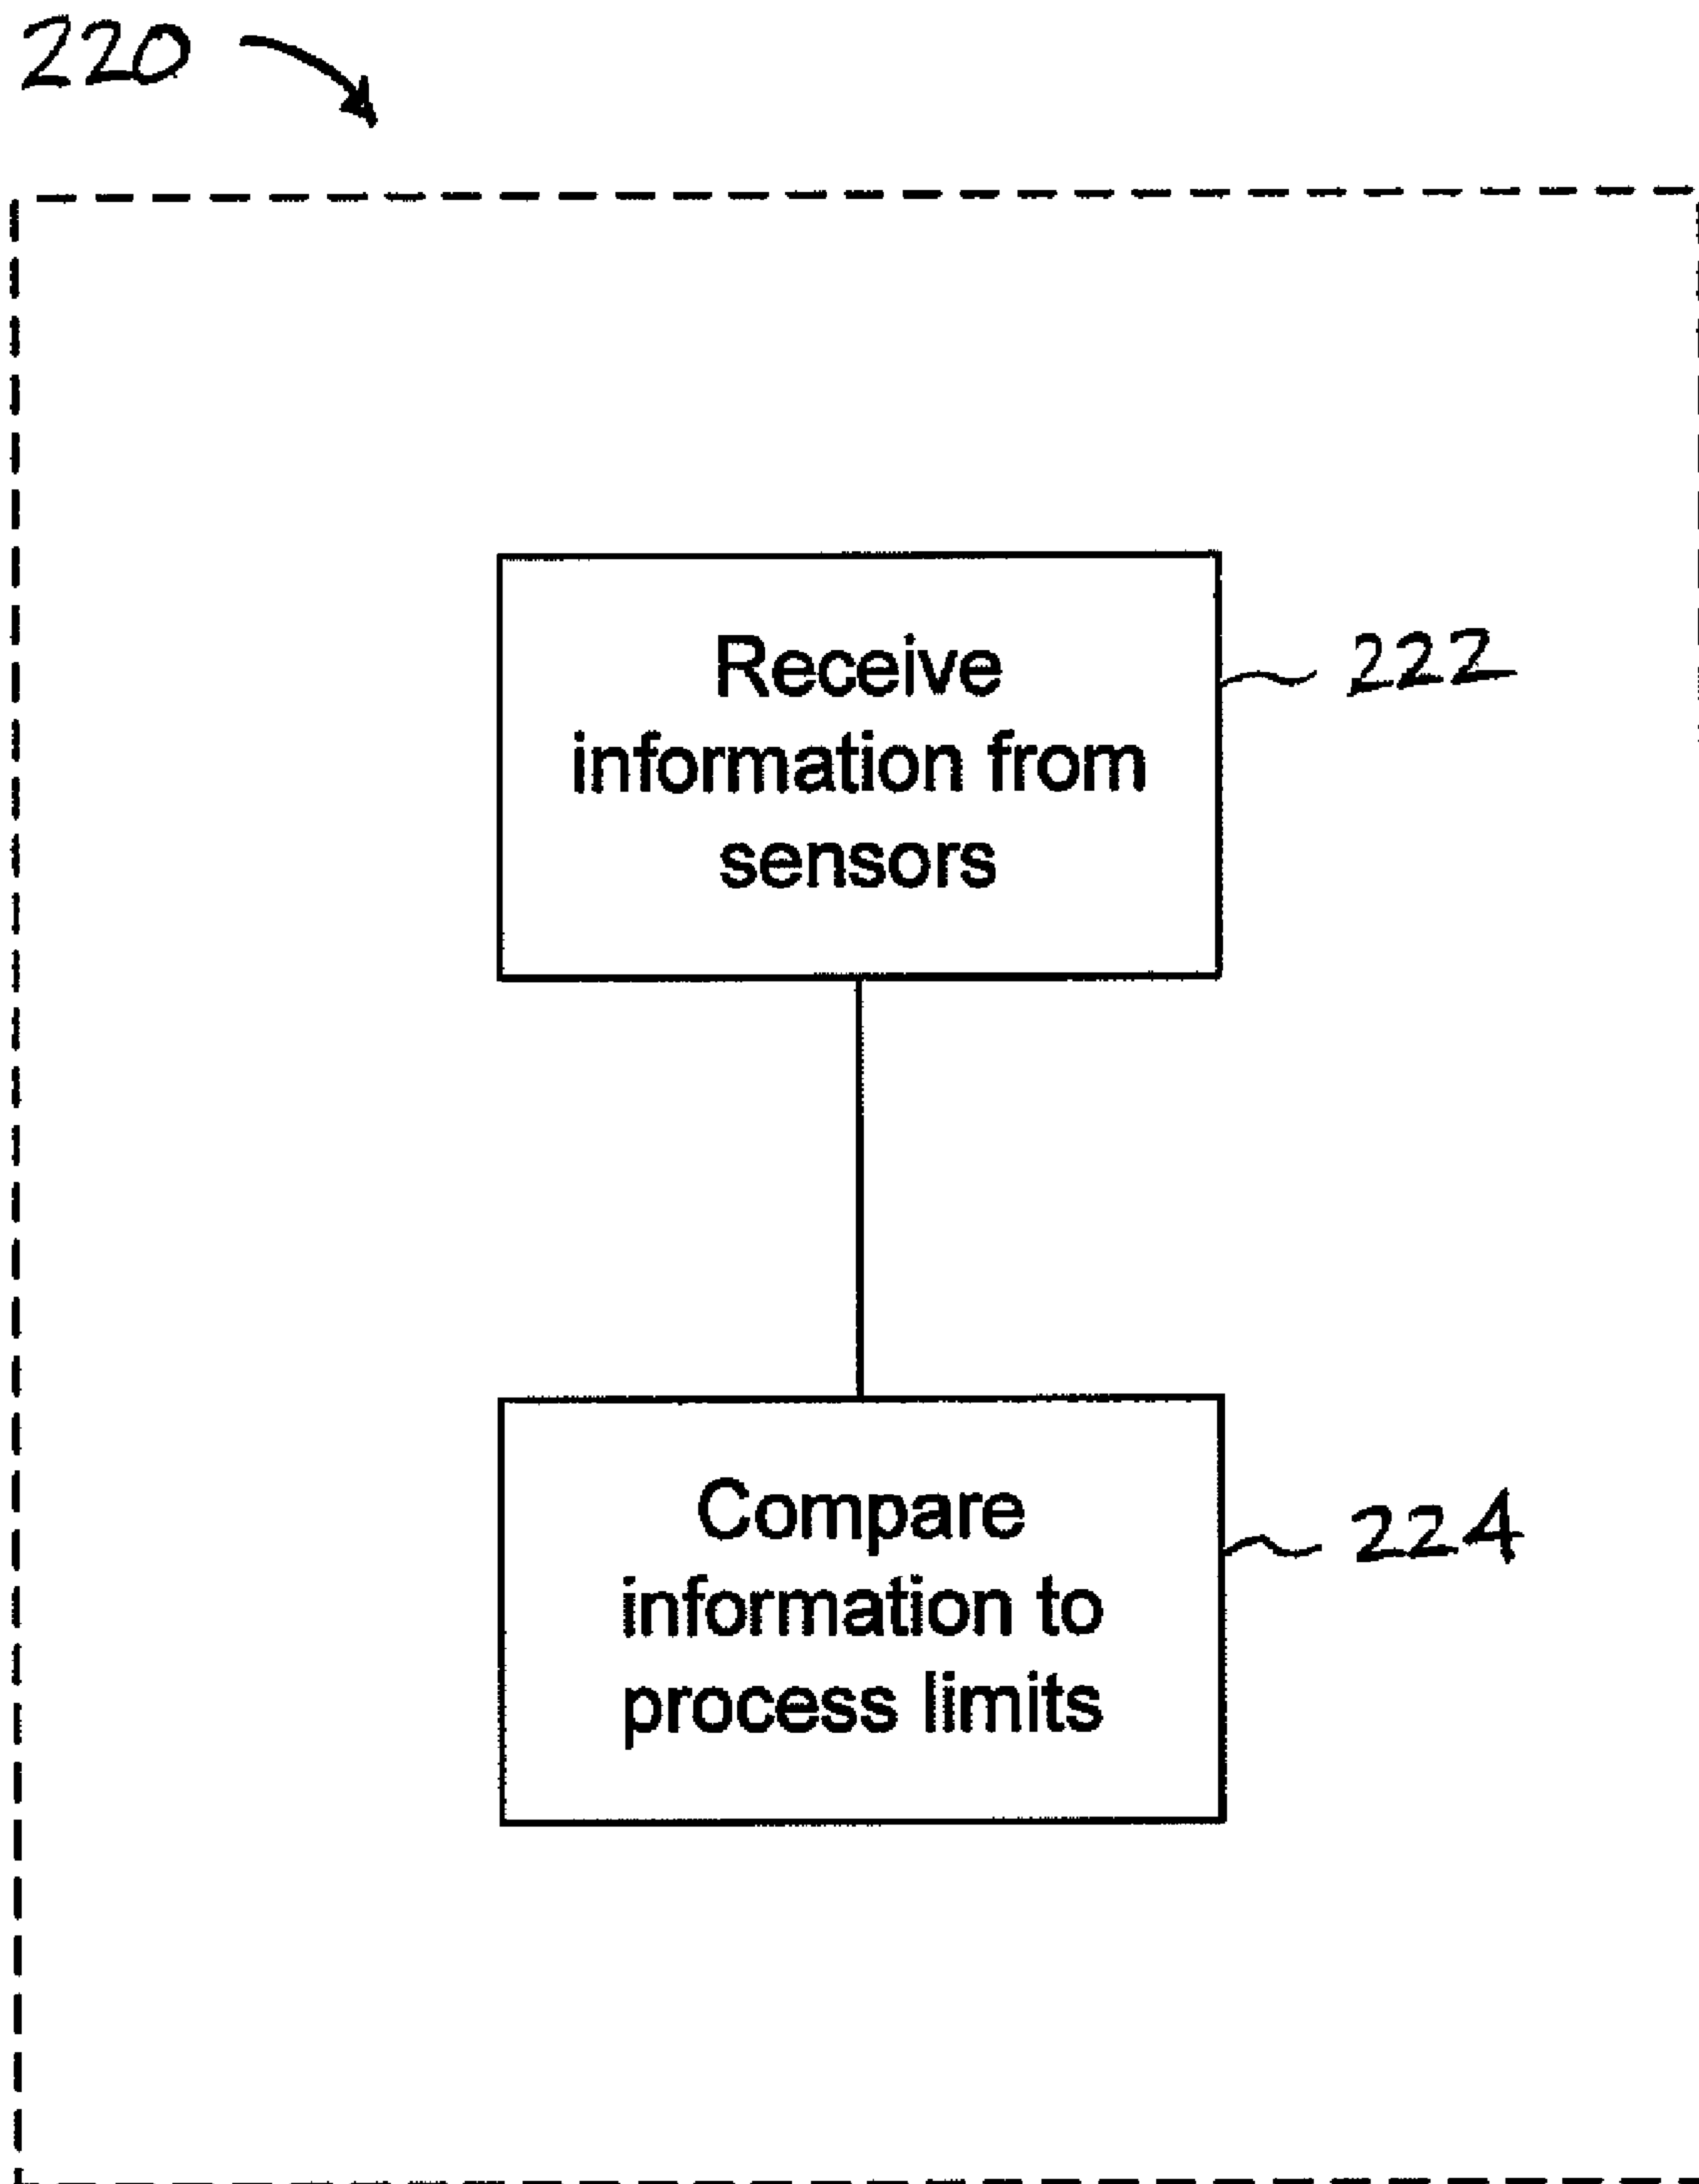 220
Receive
information from
sensors
222
Compare
information to
process limits
224